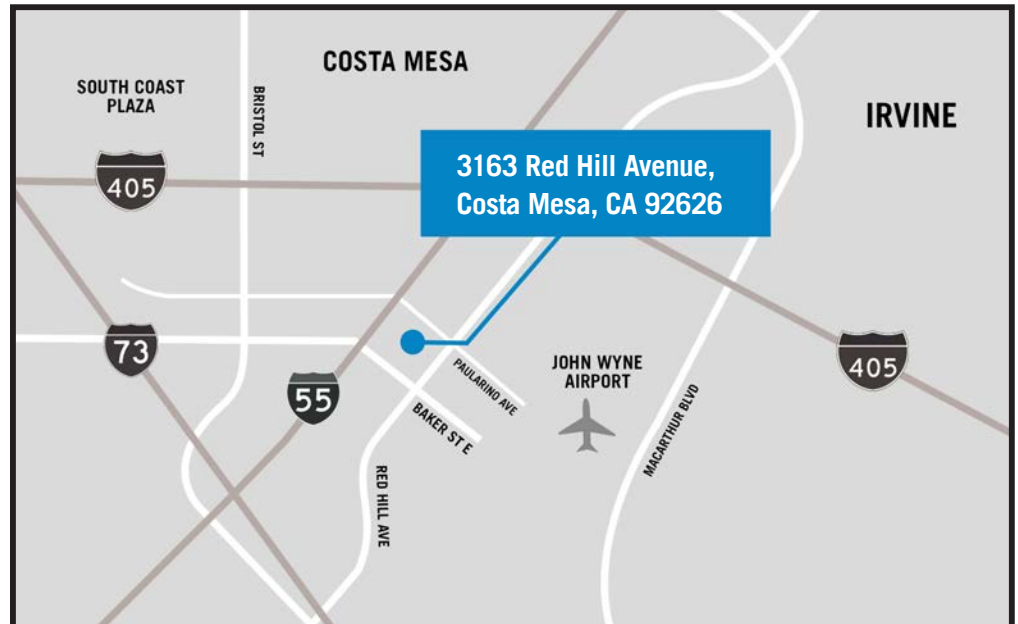 COSTA MESA
SOUTH COAST
PLAZA
BRISTOL ST
IRVINE
405
3163 Red Hill Avenue,
Costa Mesa, CA 92626
73
55
PAULARINO AVE
JOHN WYNE
AIRPORT
405
BAKER ST E
MACARTHUR BLVD
RED HILL AVE